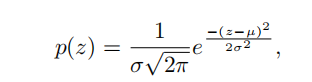 p(z) = \frac{1}{\sigma\sqrt{2\pi}} e^{\frac{-(z-\mu)^2}{2\sigma^2}},